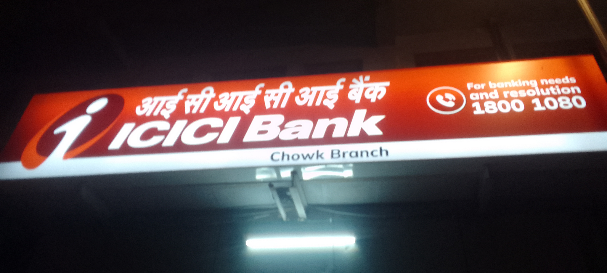 आई सी आई सी आई बैंक
ICICI Bank
Chowk Branch
For banking needs
and resolution
1800 1080